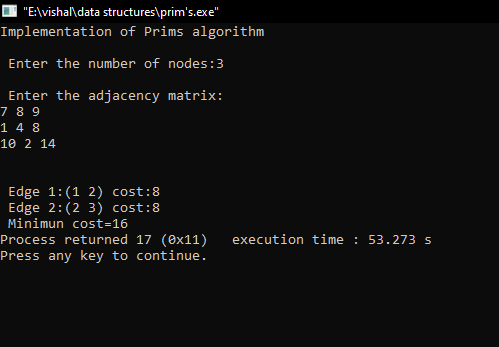 "E:\vishal\data structures\prim's.exe"
Implementation of Prims algorithm
Enter the number of nodes:3
Enter the adjacency matrix:
7 8 9
1 4 8
10 2 14
Edge 1:(1 2) cost:8
Edge 2:(2 3) cost:8
Minimun cost=16
Process returned 17 (0x11)   execution time : 53.273 s
Press any key to continue.